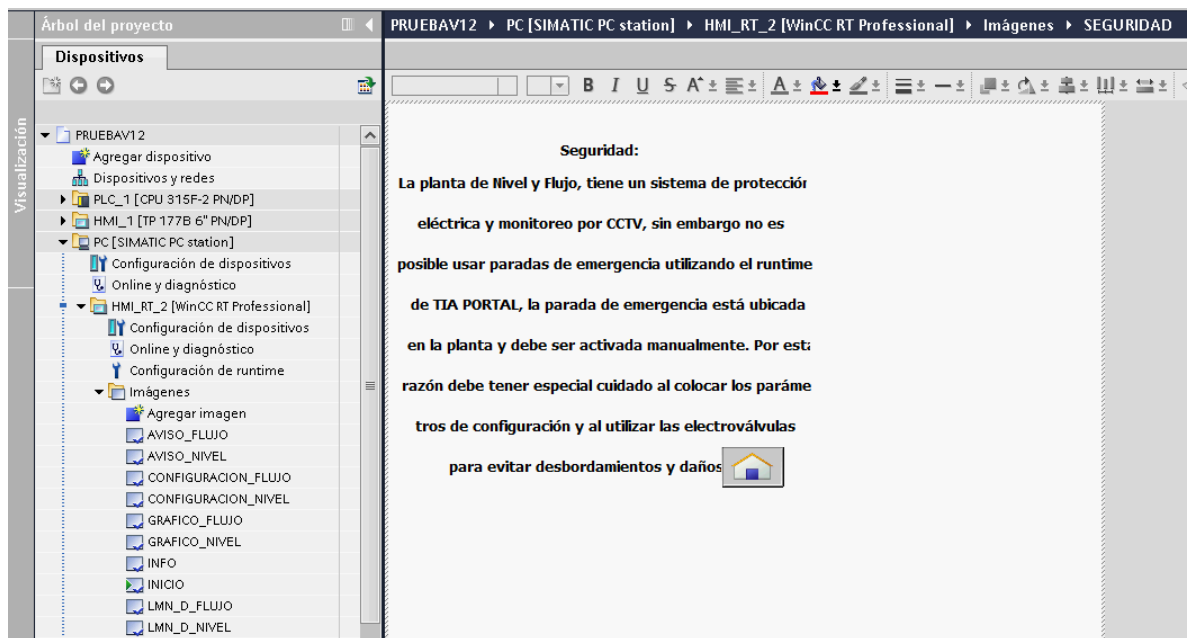 Árbol del proyecto
PRUEBAV12 ▸ PC [SIMATIC PC station] ▸ HMI_RT_2 [WinCC RT Professional] ▸ Imágenes ▸ SEGURIDAD
Dispositivos
Visualización
B I U S A A
PRUEBAV12
Agregar dispositivo
Dispositivos y redes
PLC_1 [CPU 315F-2 PN/DP]
HMI_1 [TP 177B 6" PN/DP]
PC [SIMATIC PC station]
Configuración de dispositivos
Online y diagnóstico
HMI_RT_2 [WinCC RT Professional]
Configuración de dispositivos
Online y diagnóstico
Configuración de runtime
Imágenes
Agregar imagen
AVISO_FLUJO
AVISO_NIVEL
CONFIGURACION_FLUJO
CONFIGURACION_NIVEL
GRAFICO_FLUJO
GRAFICO_NIVEL
INFO
INICIO
LMN_D_FLUJO
LMN_D_NIVEL
Seguridad:
La planta de Nivel y Flujo, tiene un sistema de protección
eléctrica y monitoreo por CCTV, sin embargo no es
posible usar paradas de emergencia utilizando el runtime
de TIA PORTAL, la parada de emergencia está ubicada
en la planta y debe ser activada manualmente. Por esta
razón debe tener especial cuidado al colocar los paráme
tros de configuración y al utilizar las electroválvulas
para evitar desbordamientos y daños